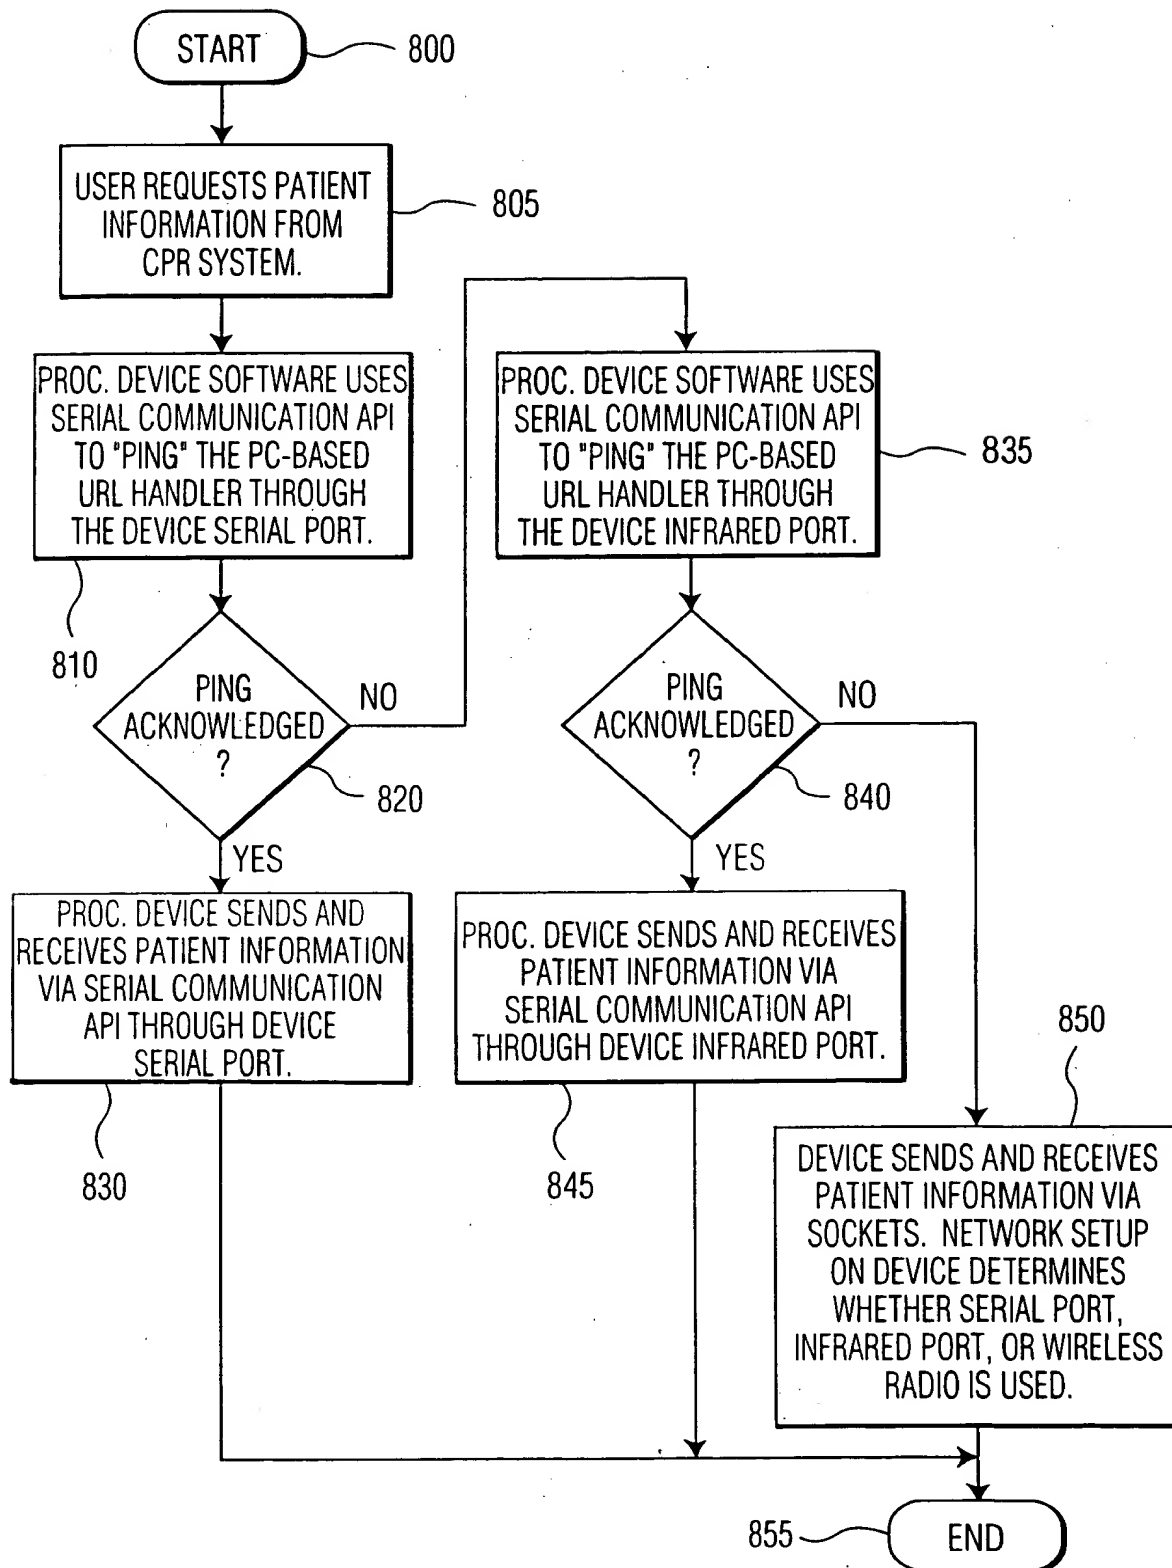 START
800
USER REQUESTS PATIENT
INFORMATION FROM
CPR SYSTEM.
805
PROC. DEVICE SOFTWARE USES
SERIAL COMMUNICATION API
TO "PING" THE PC-BASED
URL HANDLER THROUGH
THE DEVICE SERIAL PORT.
810
PING
ACKNOWLEDGED
?
NO
820
YES
PROC. DEVICE SENDS AND
RECEIVES PATIENT INFORMATION
VIA SERIAL COMMUNICATION
API THROUGH DEVICE
SERIAL PORT.
830
PROC. DEVICE SOFTWARE USES
SERIAL COMMUNICATION API
TO "PING" THE PC-BASED
URL HANDLER THROUGH
THE DEVICE INFRARED PORT.
835
PING
ACKNOWLEDGED
?
NO
840
YES
PROC. DEVICE SENDS AND RECEIVES
PATIENT INFORMATION VIA
SERIAL COMMUNICATION API
THROUGH DEVICE INFRARED PORT.
845
850
DEVICE SENDS AND RECEIVES
PATIENT INFORMATION VIA
SOCKETS. NETWORK SETUP
ON DEVICE DETERMINES
WHETHER SERIAL PORT,
INFRARED PORT, OR WIRELESS
RADIO IS USED.
855
END